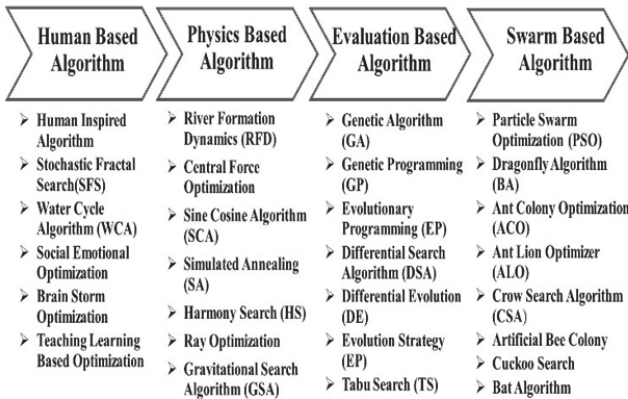 Human Based
Algorithm
Human Inspired
Algorithm
Stochastic Fractal
Search(SFS)
Water Cycle
Algorithm (WCA)
Social Emotional
Optimization
Brain Storm
Optimization
Teaching Learning
Based Optimization
Physics Based
Algorithm
River Formation
Dynamics (RFD)
Central Force
Optimization
Sine Cosine Algorithm
(SCA)
Simulated Annealing
(SA)
Harmony Search (HS)
Ray Optimization
Gravitational Search
Algorithm (GSA)
Evaluation Based
Algorithm
Genetic Algorithm
(GA)
Genetic Programming
(GP)
Evolutionary
Programming (EP)
Differential Search
Algorithm (DSA)
Differential Evolution
(DE)
Evolution Strategy
(EP)
Tabu Search (TS)
Swarm Based
Algorithm
Particle Swarm
Optimization (PSO)
Dragonfly Algorithm
(BA)
Ant Colony Optimization
(ACO)
Ant Lion Optimizer
(ALO)
Crow Search Algorithm
(CSA)
Artificial Bee Colony
Cuckoo Search
Bat Algorithm